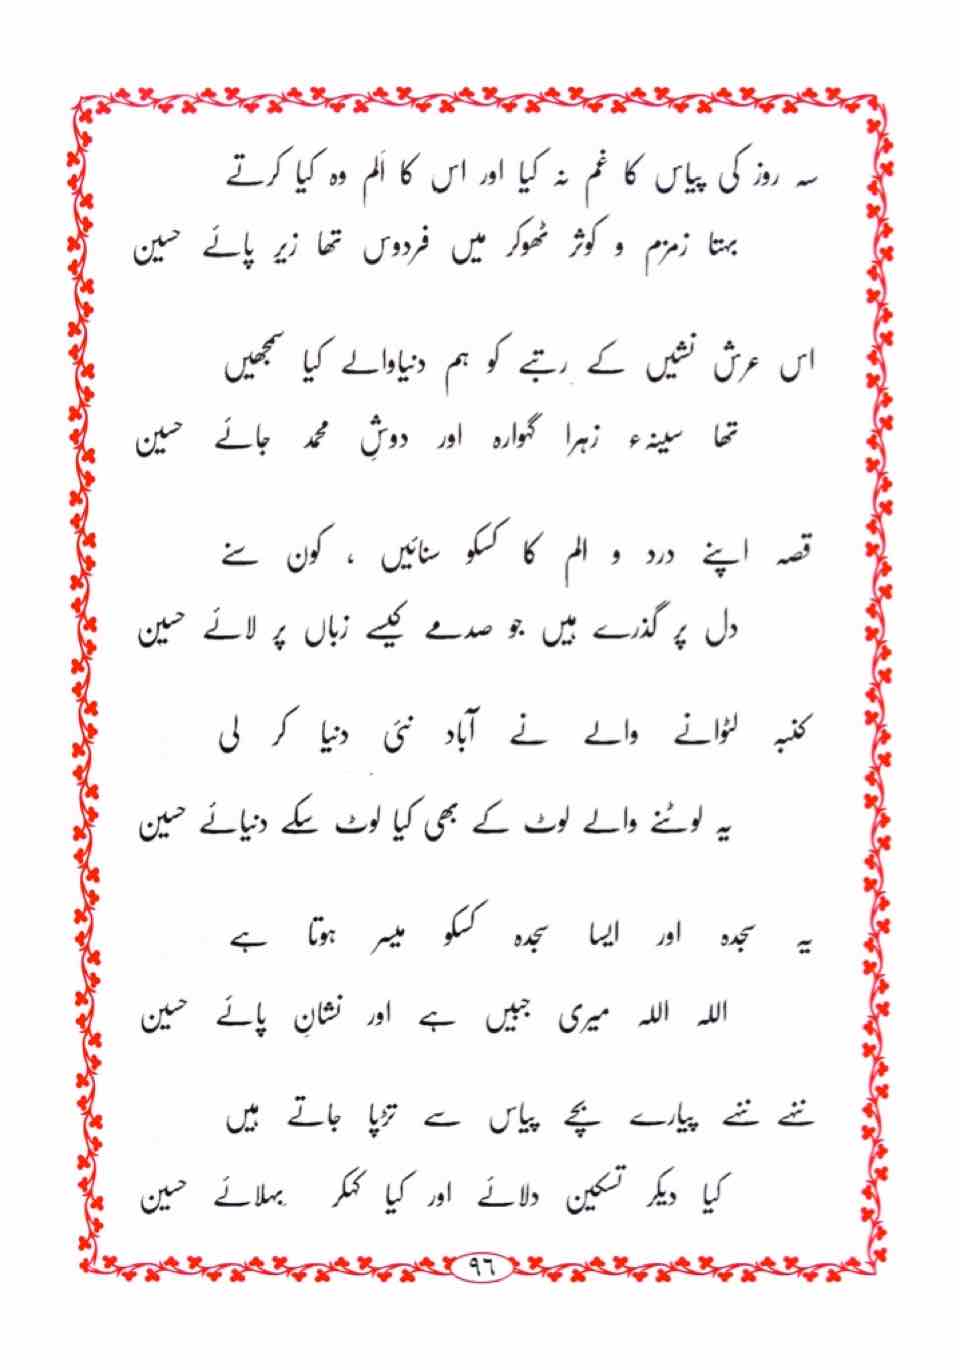 سہ روز کی پیاس کا غم نہ کیا اور اس کا اَلم وہ کیا کرتے
بہتا زمزم و کوثر ٹھوکر میں فردوس تھا زیر پائے حسین
اس عرش نشیں کے رتبے کو ہم دنیاوالے کیا سمجھیں
تھا سینہء زہرا گہوارہ اور دوشِ محمد جائے حسین
قصہ اپنے درد و الم کا کسکو سنائیں ، کون سنے
دل پر گذرے ہیں جو صدمے کیسے زباں پر لائے حسین
کنبہ لٹوانے والے نے آباد نئی دنیا کر لی
یہ لوٹنے والے لوٹ کے بھی کیا لوٹ سکے دنیائے حسین
یہ سجدہ اور ایسا سجدہ کسکو میسر ہوتا ہے
اللہ اللہ میری جبیں ہے اور نشانِ پائے حسین
ننھے ننھے پیارے بچے پیاس سے تڑپا جاتے ہیں
کیا دیکر تسکین دلائے اور کیا کہکر بہلائے حسین
۹۶